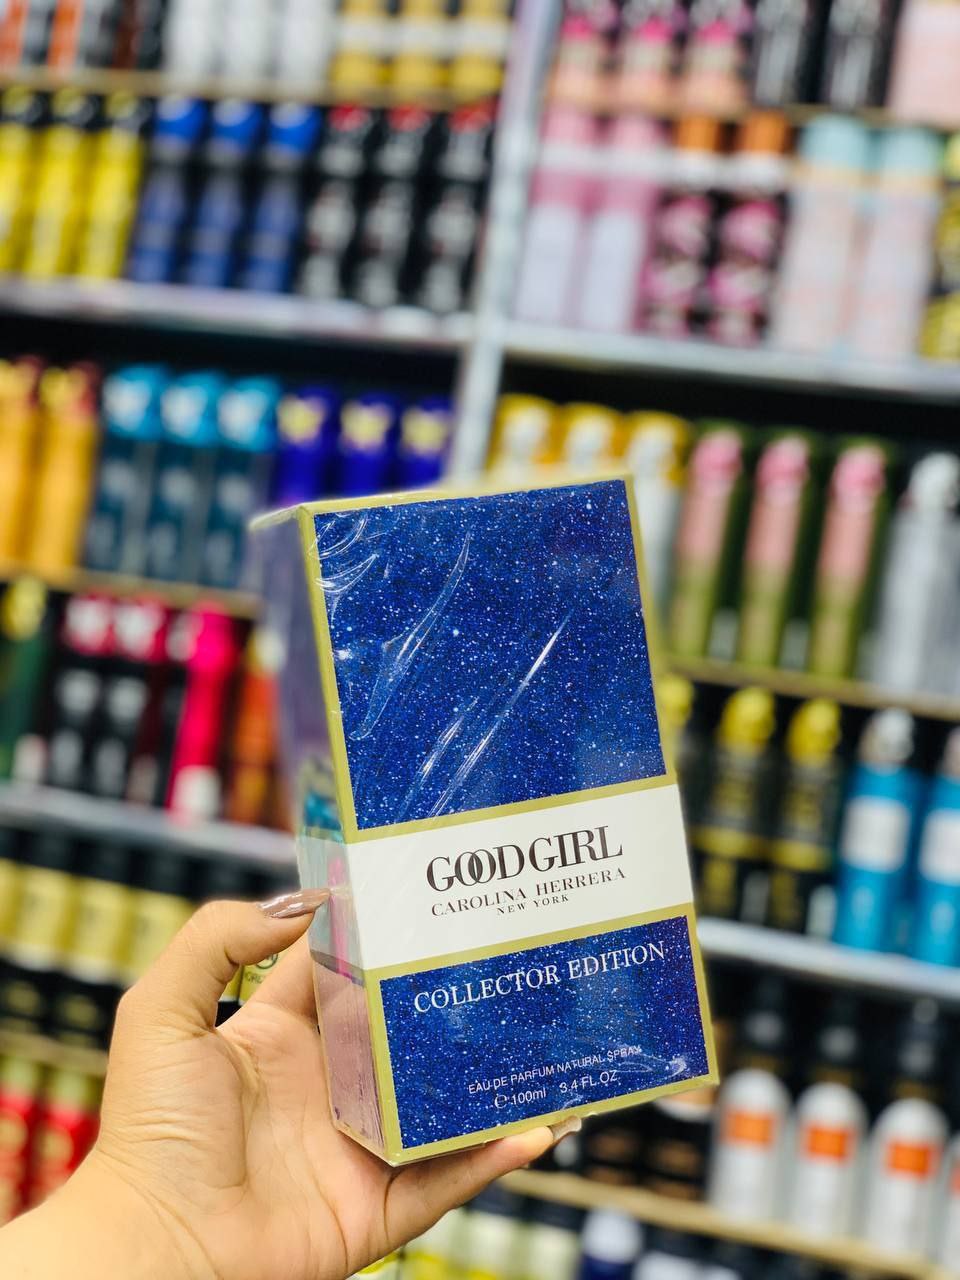 GOOD GIRL
CAROLINA HERRERA
NEW YORK
COLLECTOR EDITION
EAU DE PARFUM NATURAL SPRAY
℮ 100ml 3.4 FL.OZ.